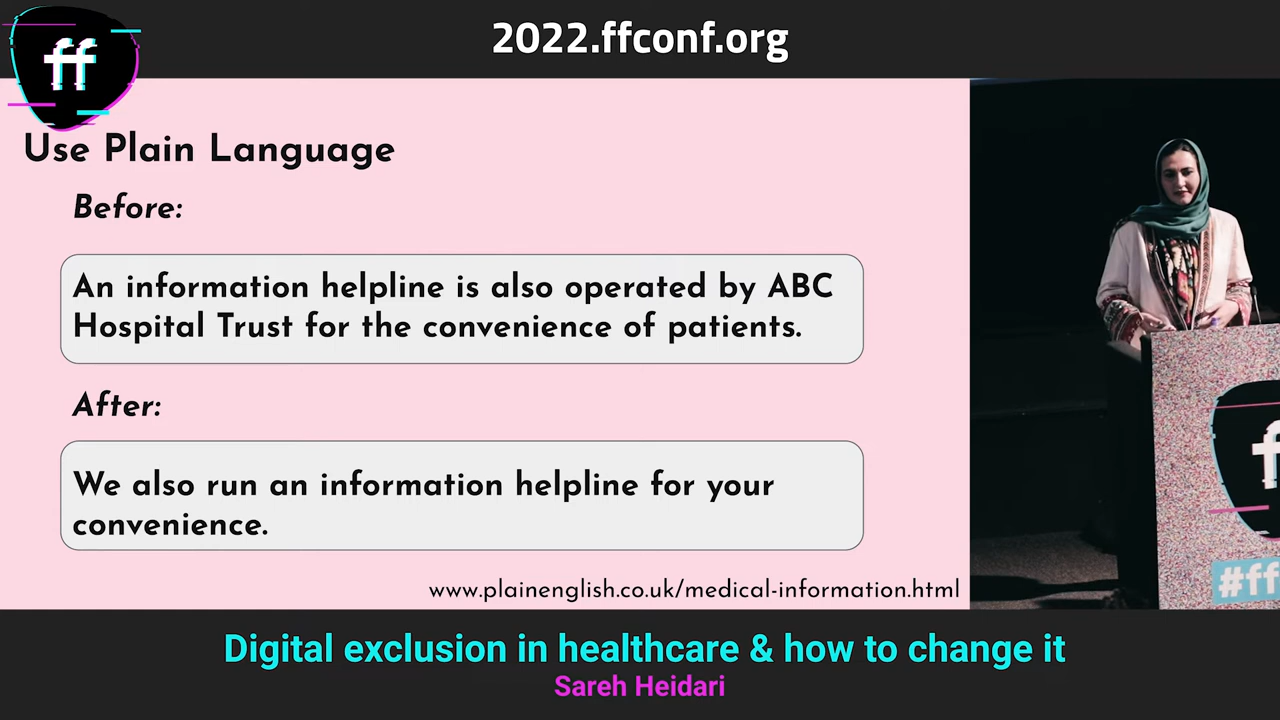 2022.ffconf.org
ff
Use Plain Language
Before:
An information helpline is also operated by ABC
Hospital Trust for the convenience of patients.
After:
We also run an information helpline for your
convenience.
www.plainenglish.co.uk/medical-information.html
f
#ff
Digital exclusion in healthcare & how to change it
Sareh Heidari